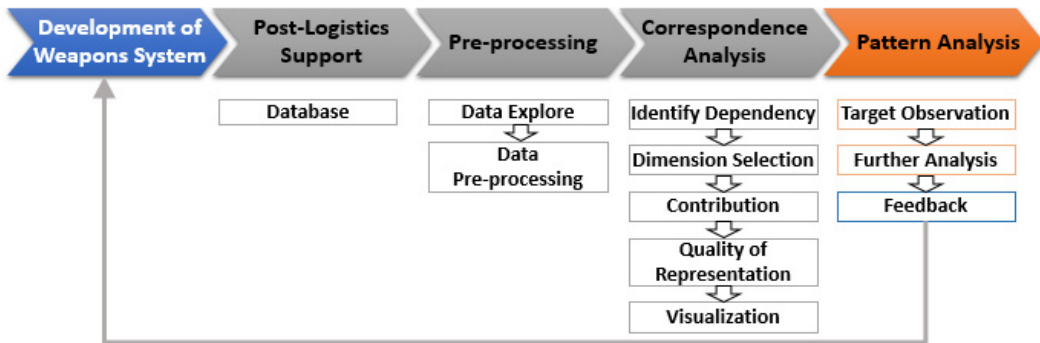 Development of
Weapons System
Post-Logistics
Support
Pre-processing
Correspondence
Analysis
Pattern Analysis
Database
Data Explore
Data
Pre-processing
Identify Dependency
Dimension Selection
Contribution
Quality of
Representation
Visualization
Target Observation
Further Analysis
Feedback